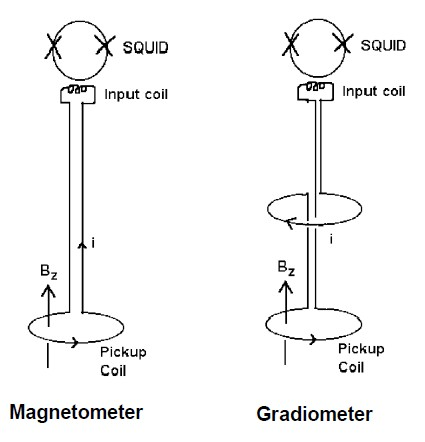 SQUID
Input coil
i
Bz
Pickup
Coil
Magnetometer
SQUID
Input coil
i
Bz
Pickup
Coil
Gradiometer